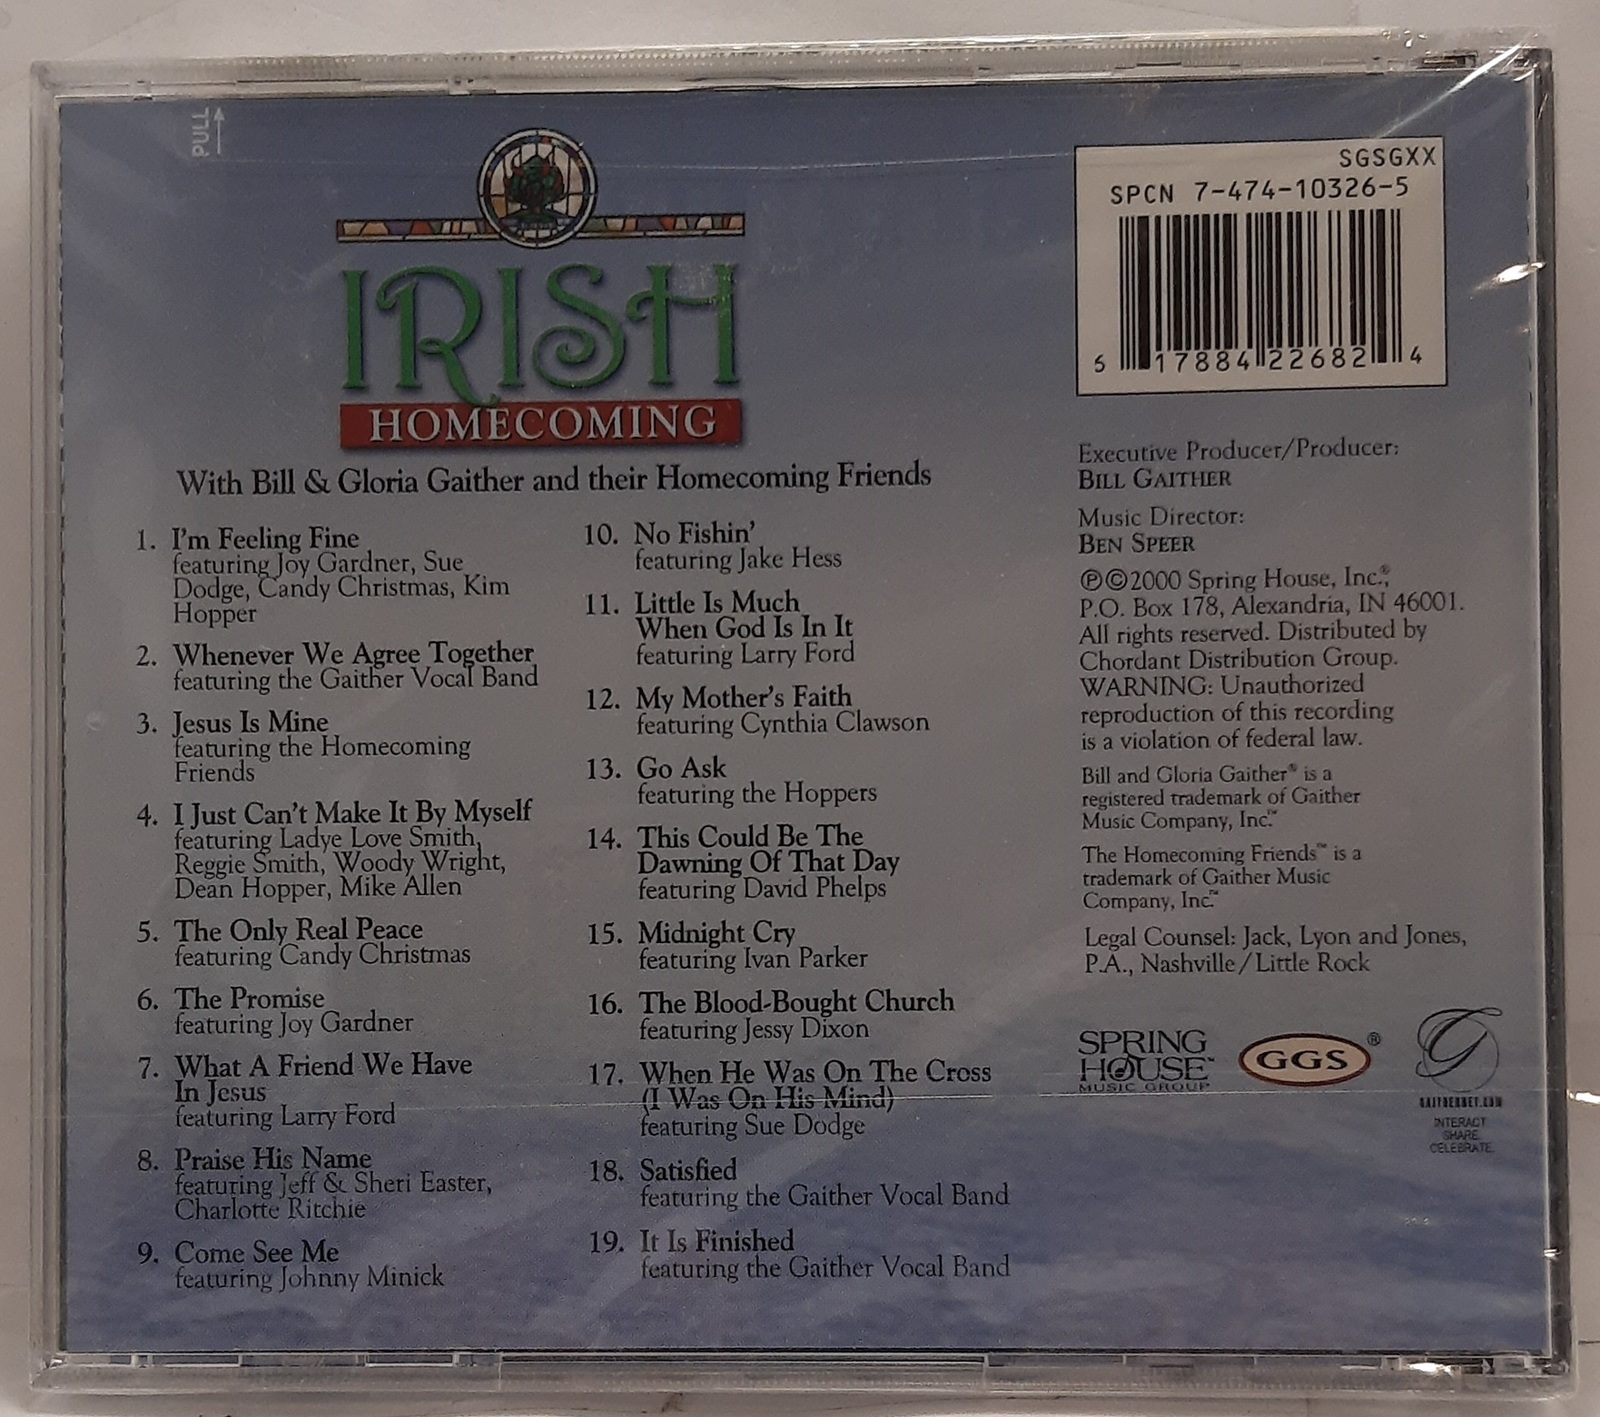 PULL
IRISH
HOMECOMING
With Bill & Gloria Gaither and their Homecoming Friends
1. I'm Feeling Fine
featuring Joy Gardner, Sue
Dodge, Candy Christmas, Kim
Hopper
2. Whenever We Agree Together
featuring the Gaither Vocal Band
3. Jesus Is Mine
featuring the Homecoming
Friends
4. I Just Can't Make It By Myself
featuring Ladye Love Smith,
Reggie Smith, Woody Wright,
Dean Hopper, Mike Allen
5. The Only Real Peace
featuring Candy Christmas
6. The Promise
featuring Joy Gardner
7. What A Friend We Have
In Jesus
featuring Larry Ford
8. Praise His Name
featuring Jeff & Sheri Easter,
Charlotte Ritchie
9. Come See Me
featuring Johnny Minick
10. No Fishin'
featuring Jake Hess
11. Little Is Much
When God Is In It
featuring Larry Ford
12. My Mother's Faith
featuring Cynthia Clawson
13. Go Ask
featuring the Hoppers
14. This Could Be The
Dawning Of That Day
featuring David Phelps
15. Midnight Cry
featuring Ivan Parker
16. The Blood-Bought Church
featuring Jessy Dixon
17. When He Was On The Cross
(I Was On His Mind)
featuring Sue Dodge
18. Satisfied
featuring the Gaither Vocal Band
19. It Is Finished
featuring the Gaither Vocal Band
SGSGXX
SPCN 7-474-10326-5
6 17884 22682 4
Executive Producer/Producer:
BILL GAITHER
Music Director:
BEN SPEER
℗©2000 Spring House, Inc.®,
P.O. Box 178, Alexandria, IN 46001.
All rights reserved. Distributed by
Chordant Distribution Group.
WARNING: Unauthorized
reproduction of this recording
is a violation of federal law.
Bill and Gloria Gaither® is a
registered trademark of Gaither
Music Company, Inc.™
The Homecoming Friends™ is a
trademark of Gaither Music
Company, Inc.™
Legal Counsel: Jack, Lyon and Jones,
P.A., Nashville/Little Rock
SPRING
HOUSE™
MUSIC GROUP
GGS®
G
GAITHERNET.COM
INTERACT
SHARE
CELEBRATE